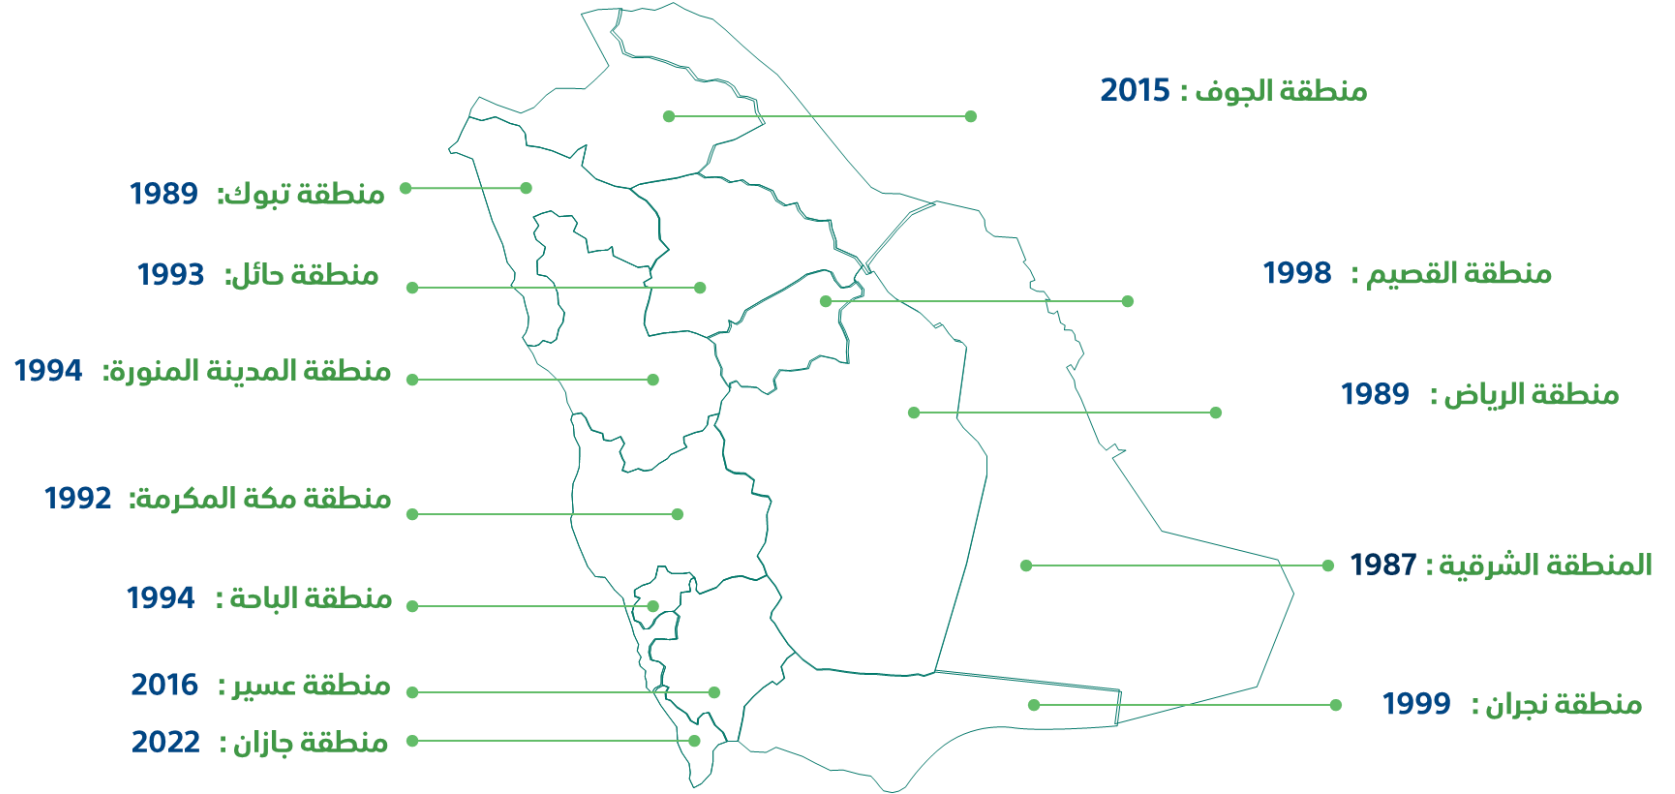 منطقة الجوف : 2015
منطقة القصيم : 1998
منطقة الرياض : 1989
المنطقة الشرقية : 1987
منطقة نجران : 1999
منطقة تبوك: 1989
منطقة حائل: 1993
منطقة المدينة المنورة: 1994
منطقة مكة المكرمة: 1992
منطقة الباحة : 1994
منطقة عسير : 2016
منطقة جازان : 2022